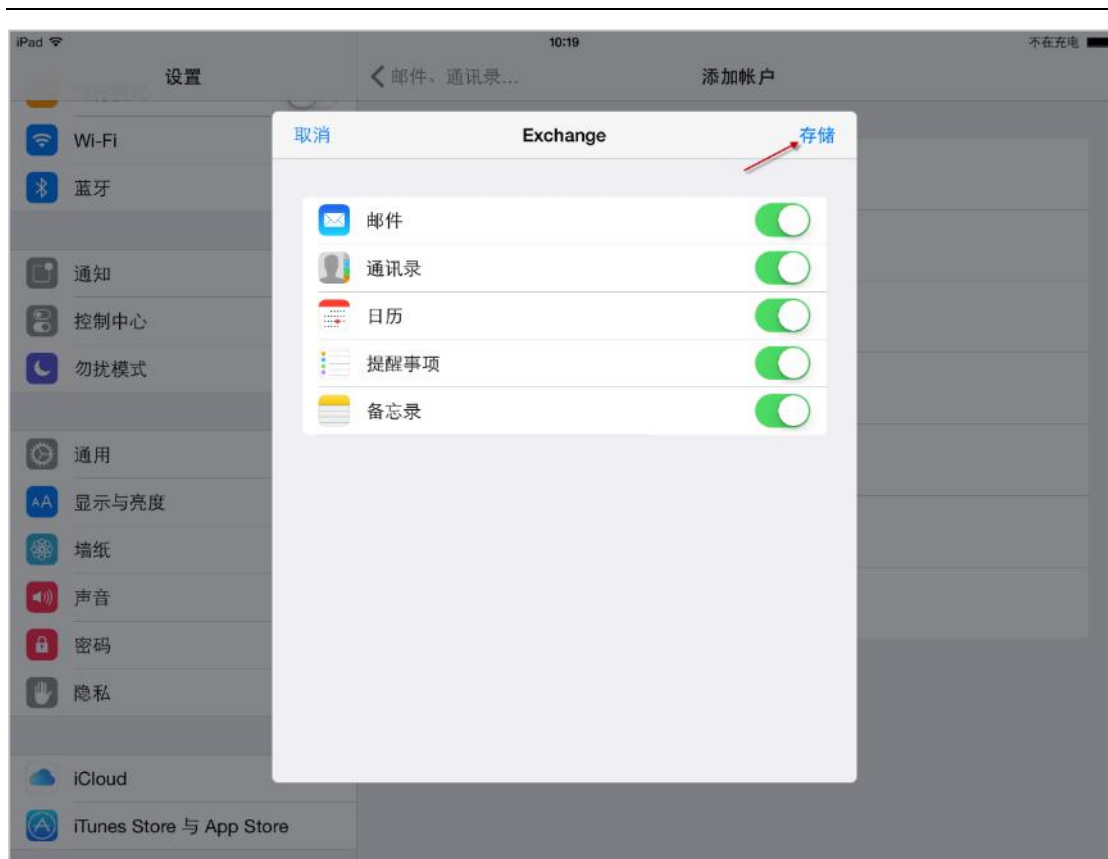 iPad 10:19 不在充电
设置 邮件、通讯录... 添加帐户
Wi-Fi
蓝牙
通知
控制中心
勿扰模式
通用
AA 显示与亮度
墙纸
声音
密码
隐私
iCloud
iTunes Store 与 App Store
取消 Exchange 存储
邮件
通讯录
日历
提醒事项
备忘录